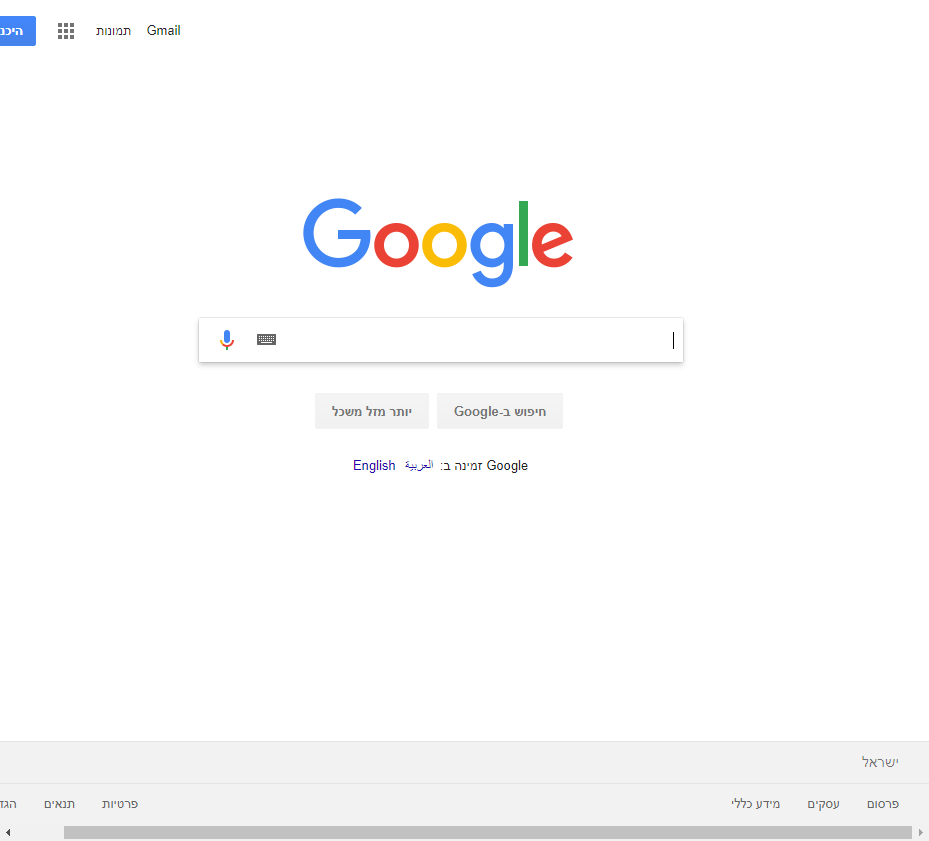 Gmail תמונות היכנ
Google
חיפוש ב-Google יותר מזל משכל
Google זמינה ב: العربية English
ישראל
פרסום עסקים מידע כללי פרטיות תנאים הגד